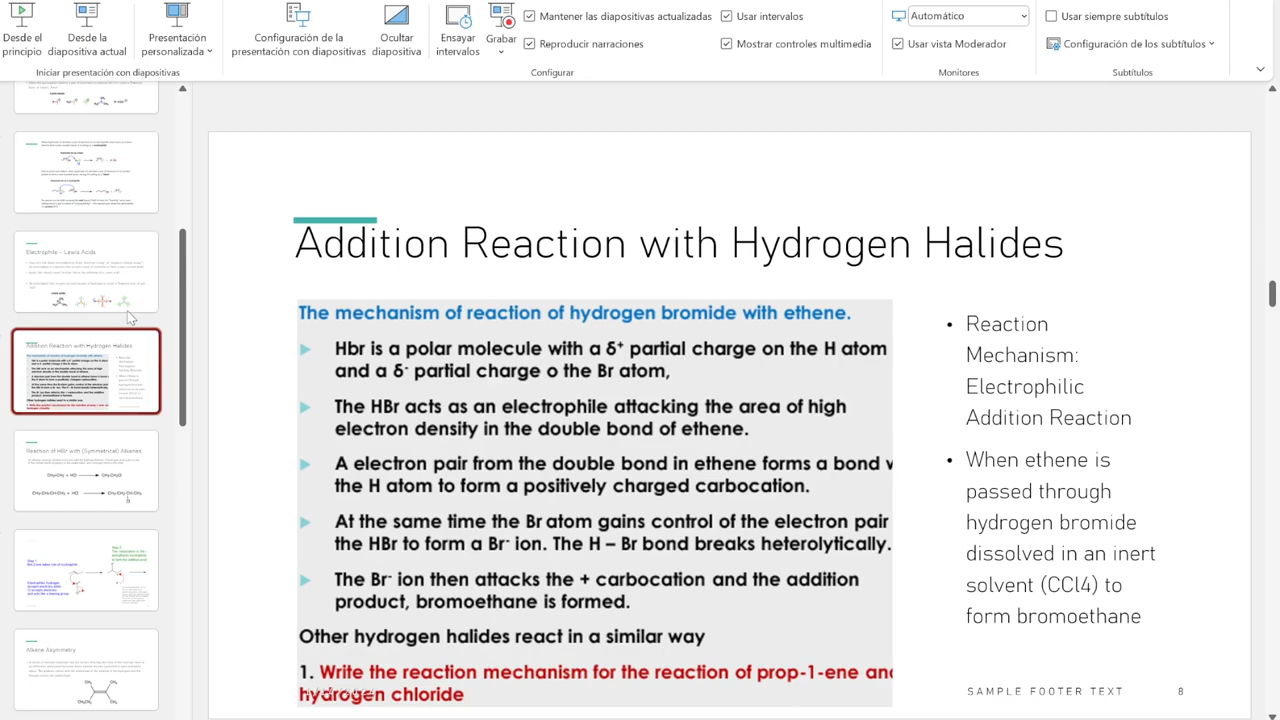 Desde el principio
Desde la diapositiva actual
Presentación personalizada
Iniciar presentación con diapositivas
Configuración de la presentación con diapositivas
Ocultar diapositiva
Ensayar intervalos
Grabar
Mantener las diapositivas actualizadas
Reproducir narraciones
Usar intervalos
Mostrar controles multimedia
Configurar
Automático
Usar vista Moderador
Monitores
Usar siempre subtítulos
Configuración de los subtítulos
Subtítulos
Electrophile – Lewis Acids
Addition Reaction with Hydrogen Halides
Reaction of HBr with (Symmetrical) Alkenes
Alkene Asymmetry
Addition Reaction with Hydrogen Halides
The mechanism of reaction of hydrogen bromide with ethene.
Hbr is a polar molecule with a δ+ partial charge on the H atom
and a δ- partial charge o the Br atom,
The HBr acts as an electrophile attacking the area of high
electron density in the double bond of ethene.
A electron pair from the double bond in ethene forms a bond
the H atom to form a positively charged carbocation.
At the same time the Br atom gains control of the electron pair
the HBr to form a Br- ion. The H – Br bond breaks heterolytically.
The Br- ion then attacks the + carbocation and the addition
product, bromoethane is formed.
Other hydrogen halides react in a similar way
1. Write the reaction mechanism for the reaction of prop-1-ene and
hydrogen chloride
• Reaction
Mechanism:
Electrophilic
Addition Reaction
• When ethene is
passed through
hydrogen bromide
dissolved in an inert
solvent (CCl4) to
form bromoethane
SAMPLE FOOTER TEXT 8